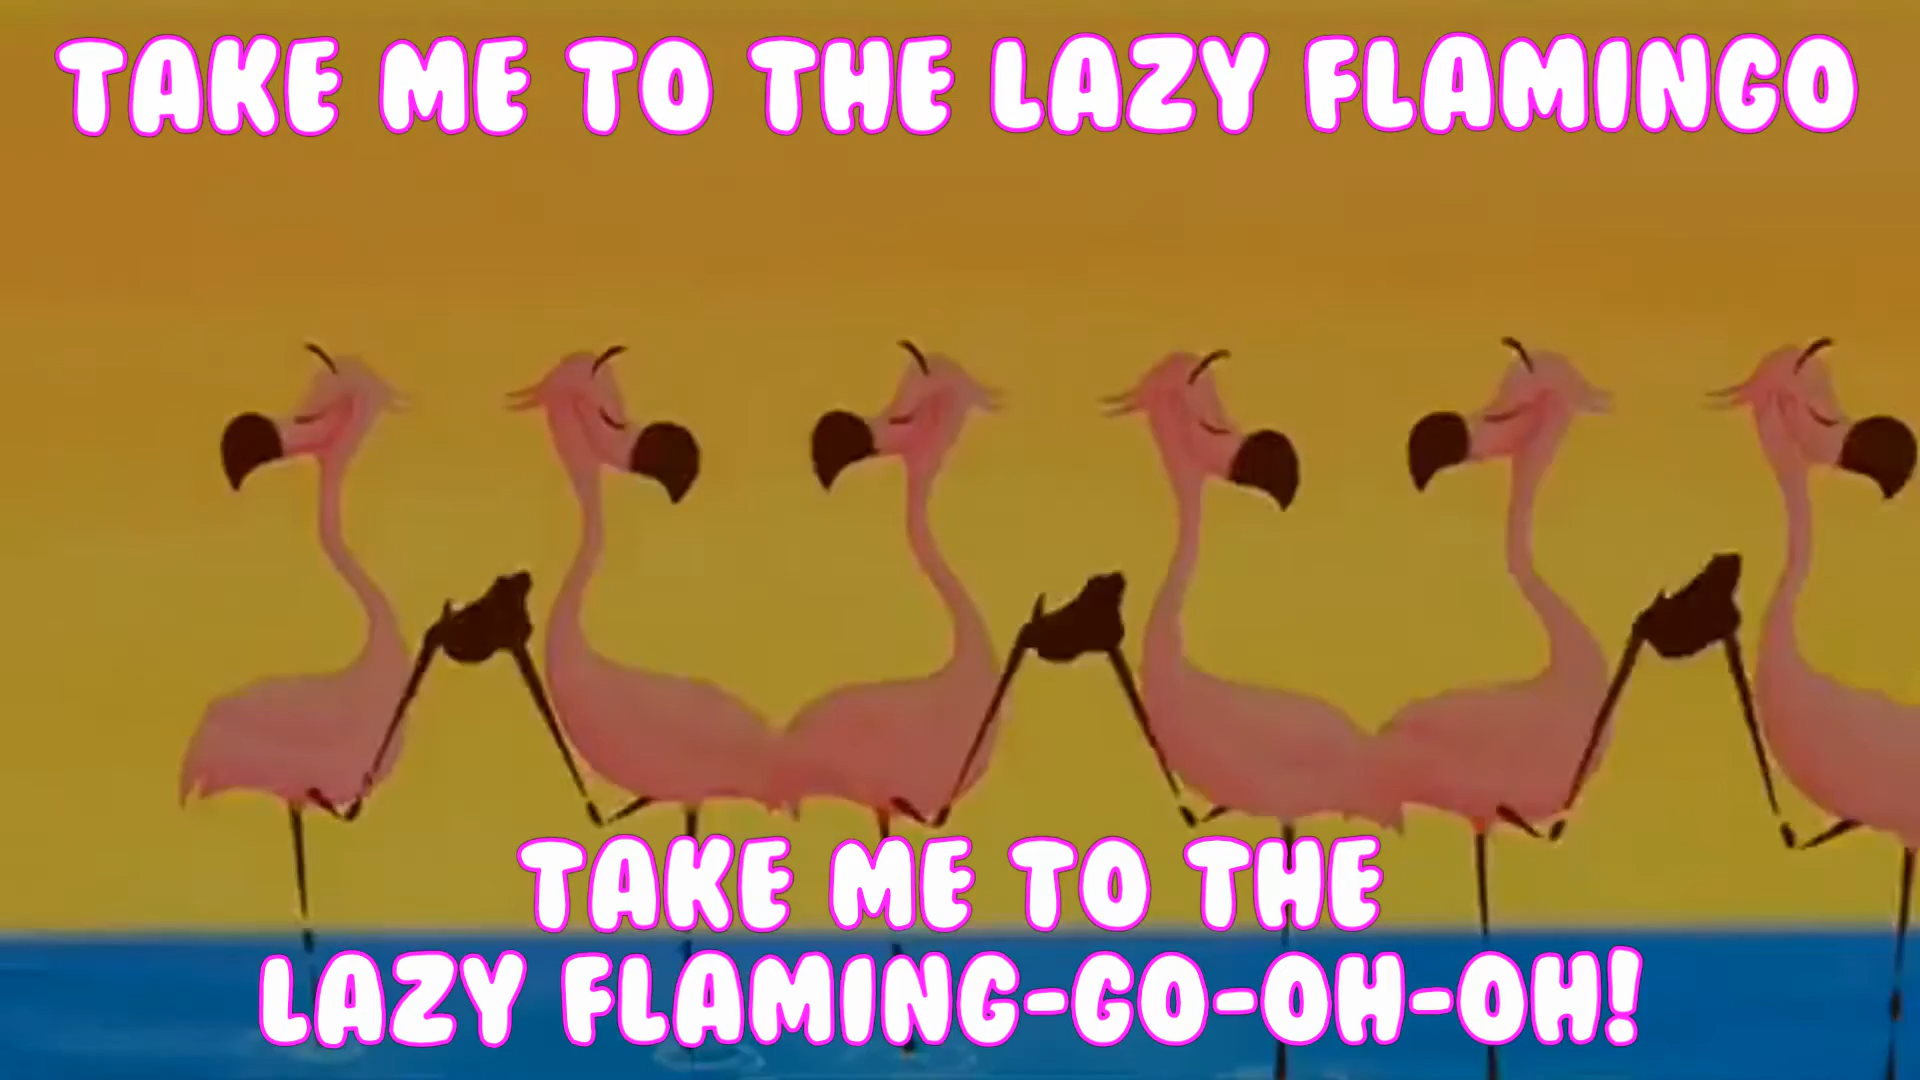 TAKE ME TO THE LAZY FLAMINGO
TAKE ME TO THE
LAZY FLAMING-GO-OH-OH!